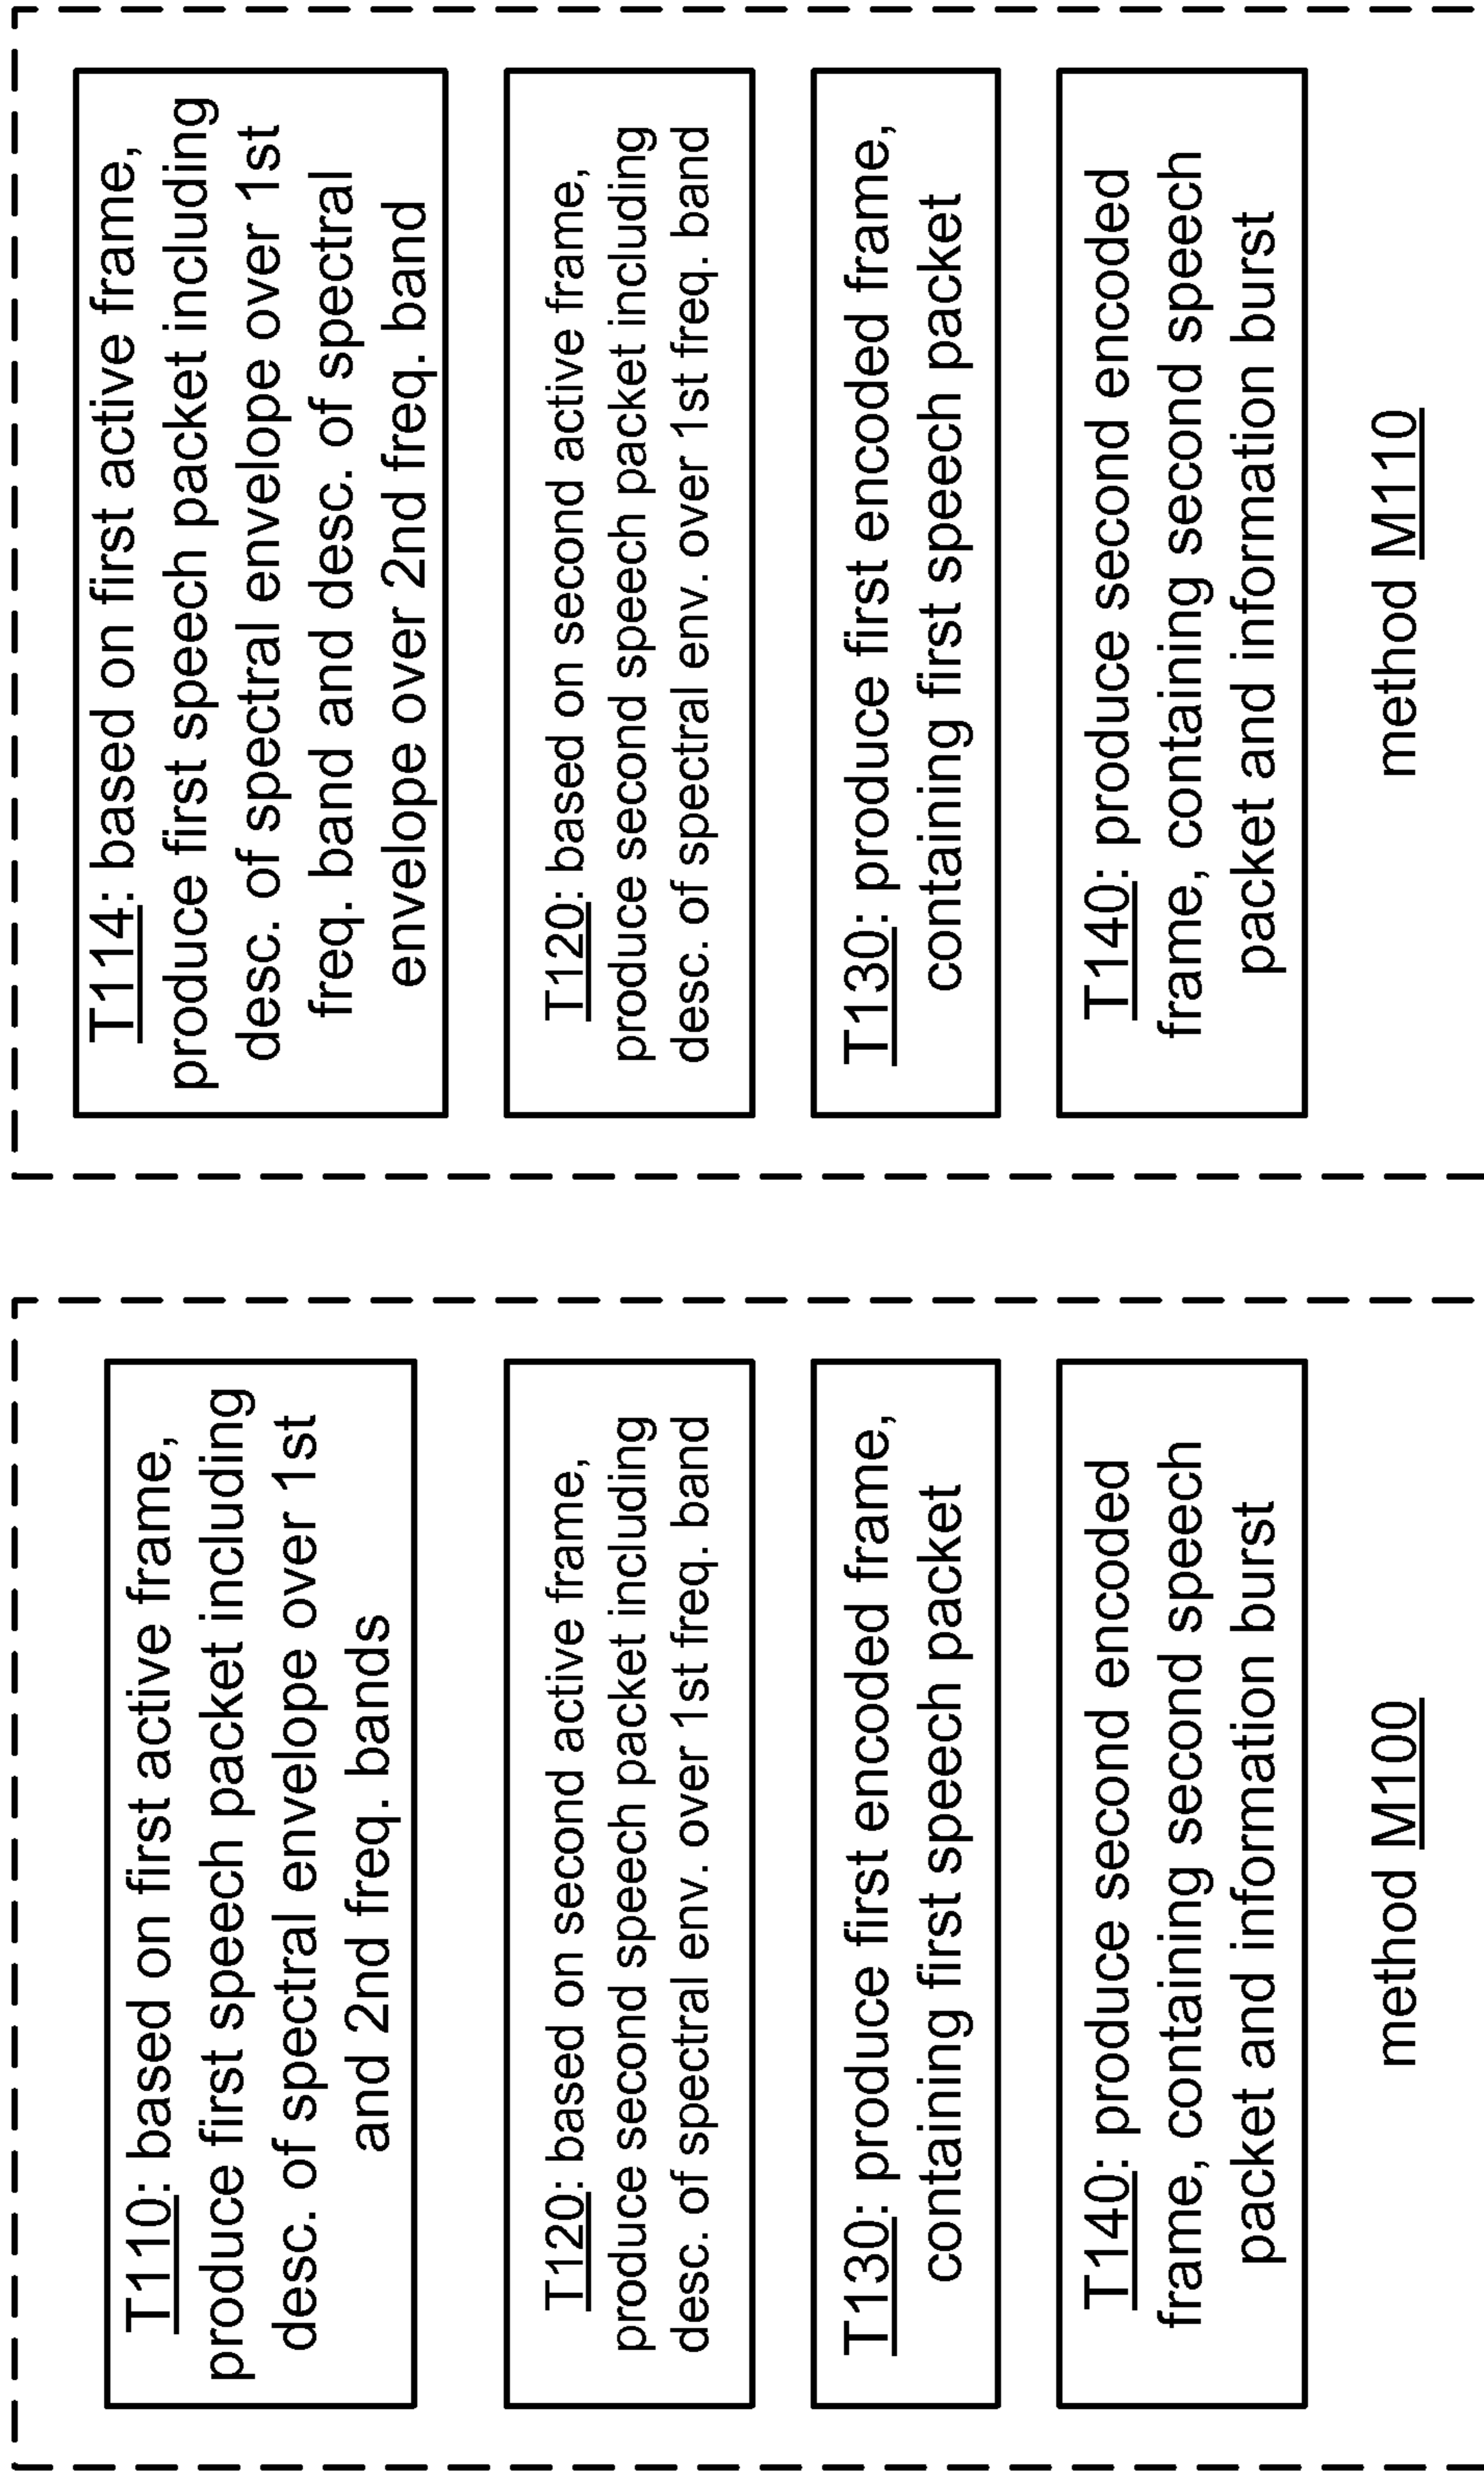 T110: based on first active frame,
produce first speech packet including
desc. of spectral envelope over 1st
and 2nd freq. bands
T120: based on second active frame,
produce second speech packet including
desc. of spectral env. over 1st freq. band
T130: produce first encoded frame,
containing first speech packet
T140: produce second encoded
frame, containing second speech
packet and information burst
method M100
T114: based on first active frame,
produce first speech packet including
desc. of spectral envelope over 1st
freq. band and desc. of spectral
envelope over 2nd freq. band
T120: based on second active frame,
produce second speech packet including
desc. of spectral env. over 1st freq. band
T130: produce first encoded frame,
containing first speech packet
T140: produce second encoded
frame, containing second speech
packet and information burst
method M110